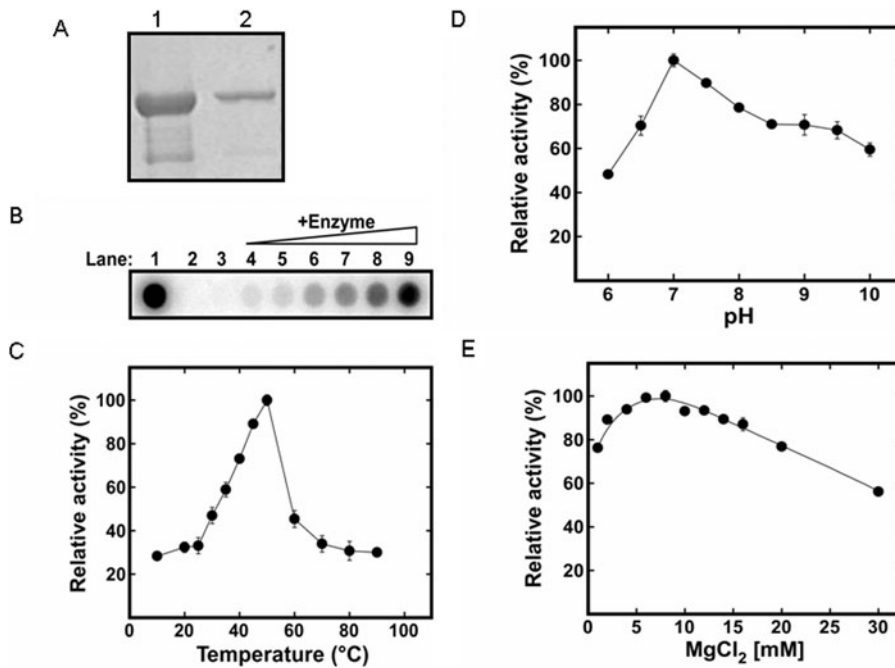 A
1 2
B
+Enzyme
Lane: 1 2 3 4 5 6 7 8 9
C
Relative activity (%)
100
80
60
40
20
0 20 40 60 80 100
Temperature (°C)
D
Relative activity (%)
100
80
60
40
20
6 7 8 9 10
pH
E
Relative activity (%)
100
80
60
40
20
0 5 10 15 20 25 30
MgCl₂ [mM]